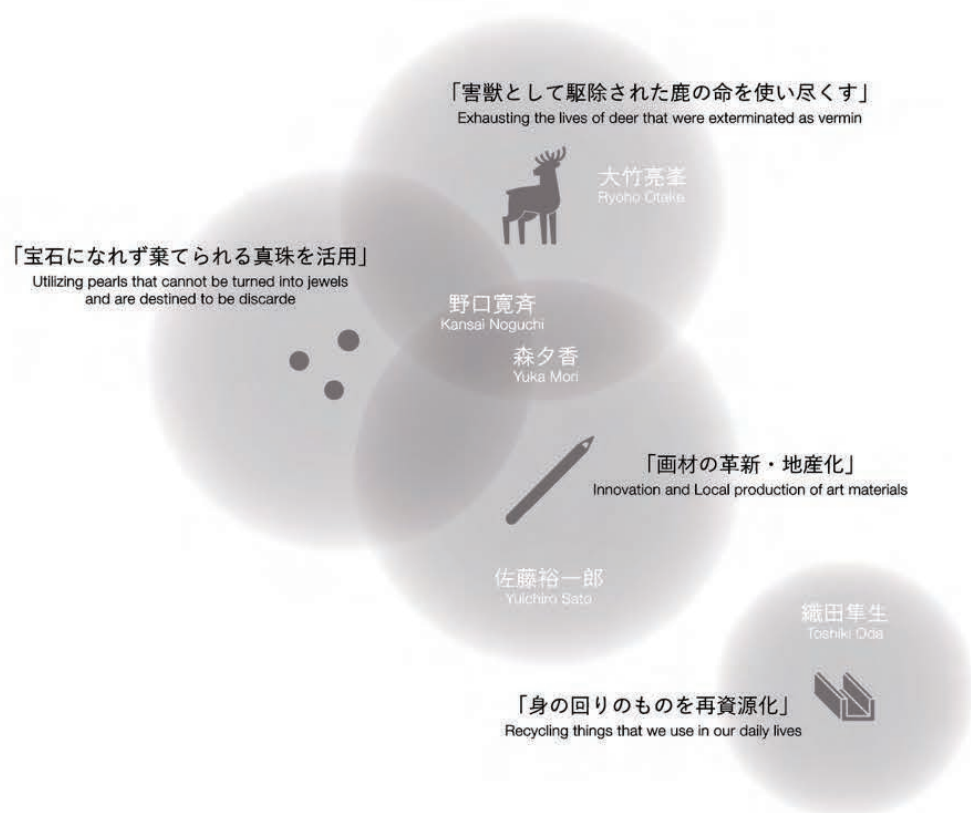 「害獣として駆除された鹿の命を使い尽くす」
Exhausting the lives of deer that were exterminated as vermin
大竹亮峯
Ryoho Otake
「宝石になれず棄てられる真珠を活用」
Utilizing pearls that cannot be turned into jewels
and are destined to be discarde
野口寛斉
Kansai Noguchi
森夕香
Yuka Mori
「画材の革新・地産化」
Innovation and Local production of art materials
佐藤裕一郎
Yuichiro Sato
織田隼生
Toshiki Oda
「身の回りのものを再資源化」
Recycling things that we use in our daily lives